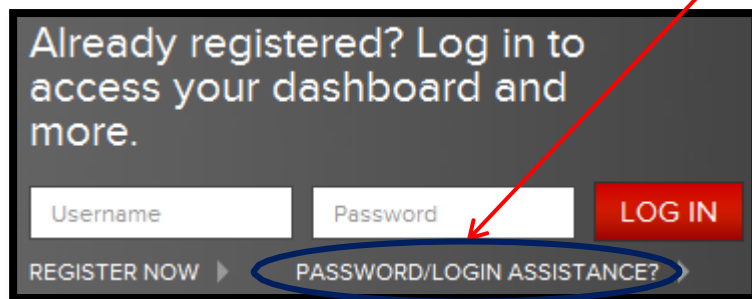 Already registered? Log in to
access your dashboard and
more.
Username Password LOG IN
REGISTER NOW PASSWORD/LOGIN ASSISTANCE?